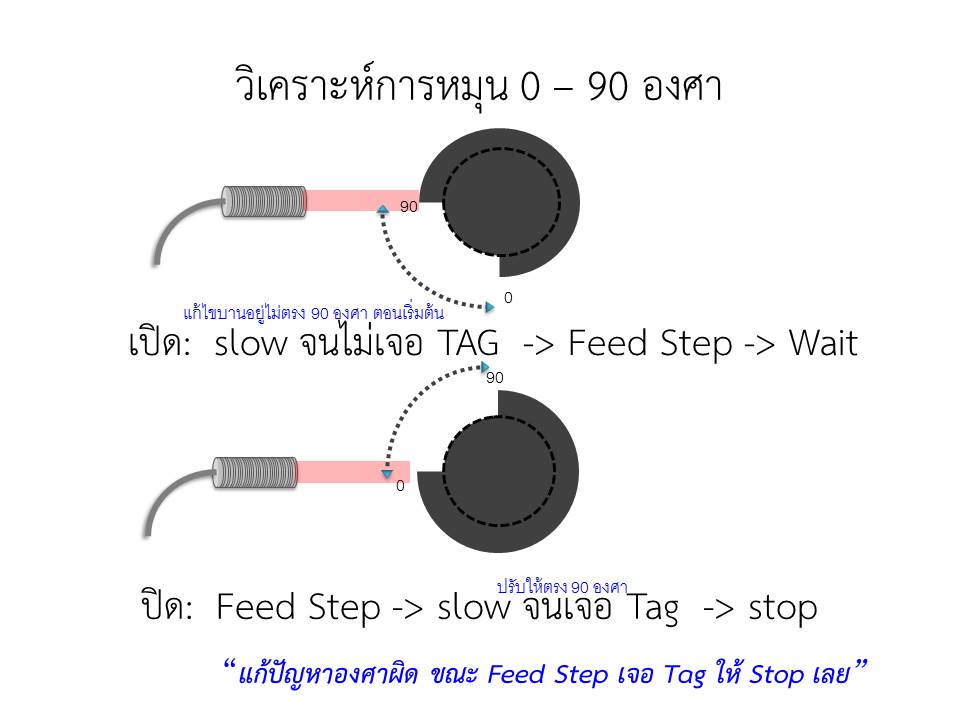 วิเคราะห์การหมุน 0 – 90 องศา
90
0
แก้ไขบานอยู่ไม่ตรง 90 องศา ตอนเริ่มต้น
เปิด: slow จนไม่เจอ TAG -> Feed Step -> Wait
90
0
ปรับให้ตรง 90 องศา
ปิด: Feed Step -> slow จนเจอ Tag -> stop
“แก้ปัญหาองศาผิด ขณะ Feed Step เจอ Tag ให้ Stop เลย”